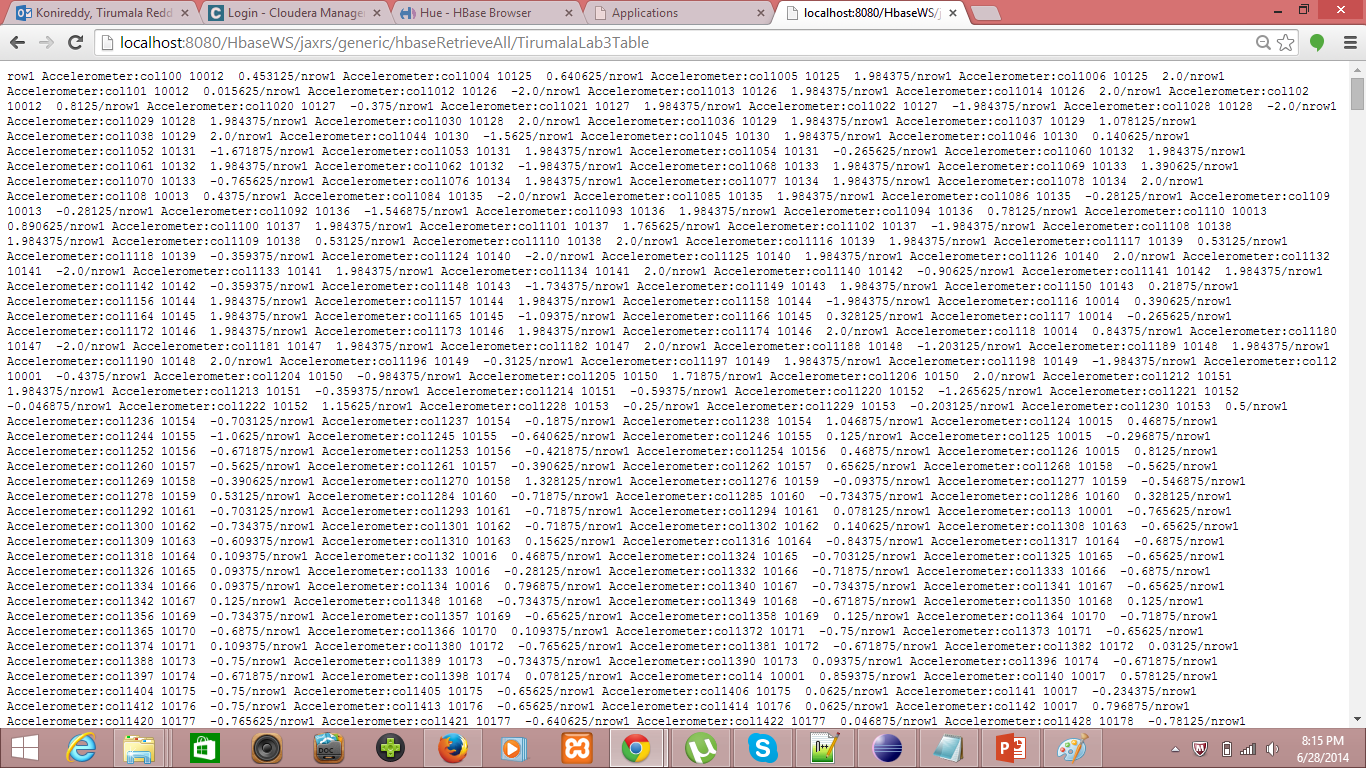 Konireddy, Tirumala Redd
Login - Cloudera Manage
Hue - HBase Browser
Applications
localhost:8080/HbaseWS/j
localhost:8080/HbaseWS/jaxrs/generic/hbaseRetrieveAll/TirumalaLab3Table
row1 Accelerometer:col100 10012 0.453125/nrow1 Accelerometer:col1004 10125 0.640625/nrow1 Accelerometer:col1005 10125 1.984375/nrow1 Accelerometer:col1006 10125 2.0/nrow1
Accelerometer:col101 10012 0.015625/nrow1 Accelerometer:col1012 10126 -2.0/nrow1 Accelerometer:col1013 10126 1.984375/nrow1 Accelerometer:col1014 10126 2.0/nrow1 Accelerometer:col102
10012 0.8125/nrow1 Accelerometer:col1020 10127 -0.375/nrow1 Accelerometer:col1021 10127 1.984375/nrow1 Accelerometer:col1022 10127 -1.984375/nrow1 Accelerometer:col1028 10128 -2.0/nrow1
Accelerometer:col1029 10128 1.984375/nrow1 Accelerometer:col1030 10128 2.0/nrow1 Accelerometer:col1036 10129 1.984375/nrow1 Accelerometer:col1037 10129 1.078125/nrow1
Accelerometer:col1038 10129 2.0/nrow1 Accelerometer:col1044 10130 -1.5625/nrow1 Accelerometer:col1045 10130 1.984375/nrow1 Accelerometer:col1046 10130 0.140625/nrow1
Accelerometer:col1052 10131 -1.671875/nrow1 Accelerometer:col1053 10131 1.984375/nrow1 Accelerometer:col1054 10131 -0.265625/nrow1 Accelerometer:col1060 10132 1.984375/nrow1
Accelerometer:col1061 10132 1.984375/nrow1 Accelerometer:col1062 10132 -1.984375/nrow1 Accelerometer:col1068 10133 1.984375/nrow1 Accelerometer:col1069 10133 1.390625/nrow1
Accelerometer:col1070 10133 -0.765625/nrow1 Accelerometer:col1076 10134 1.984375/nrow1 Accelerometer:col1077 10134 1.984375/nrow1 Accelerometer:col1078 10134 2.0/nrow1
Accelerometer:col108 10013 0.4375/nrow1 Accelerometer:col1084 10135 -2.0/nrow1 Accelerometer:col1085 10135 1.984375/nrow1 Accelerometer:col1086 10135 -0.28125/nrow1 Accelerometer:col109
10013 -0.28125/nrow1 Accelerometer:col1092 10136 -1.546875/nrow1 Accelerometer:col1093 10136 1.984375/nrow1 Accelerometer:col1094 10136 0.78125/nrow1 Accelerometer:col110 10013
0.890625/nrow1 Accelerometer:col1100 10137 1.984375/nrow1 Accelerometer:col1101 10137 1.765625/nrow1 Accelerometer:col1102 10137 -1.984375/nrow1 Accelerometer:col1108 10138
1.984375/nrow1 Accelerometer:col1109 10138 0.53125/nrow1 Accelerometer:col1110 10138 2.0/nrow1 Accelerometer:col1116 10139 1.984375/nrow1 Accelerometer:col1117 10139 0.53125/nrow1
Accelerometer:col1118 10139 -0.359375/nrow1 Accelerometer:col1124 10140 -2.0/nrow1 Accelerometer:col1125 10140 1.984375/nrow1 Accelerometer:col1126 10140 2.0/nrow1 Accelerometer:col1132
10141 -2.0/nrow1 Accelerometer:col1133 10141 1.984375/nrow1 Accelerometer:col1134 10141 2.0/nrow1 Accelerometer:col1140 10142 -0.90625/nrow1 Accelerometer:col1141 10142 1.984375/nrow1
Accelerometer:col1142 10142 -0.359375/nrow1 Accelerometer:col1148 10143 -1.734375/nrow1 Accelerometer:col1149 10143 1.984375/nrow1 Accelerometer:col1150 10143 0.21875/nrow1
Accelerometer:col1156 10144 1.984375/nrow1 Accelerometer:col1157 10144 1.984375/nrow1 Accelerometer:col1158 10144 -1.984375/nrow1 Accelerometer:col116 10014 0.390625/nrow1
Accelerometer:col1164 10145 1.984375/nrow1 Accelerometer:col1165 10145 -1.09375/nrow1 Accelerometer:col1166 10145 0.328125/nrow1 Accelerometer:col117 10014 -0.265625/nrow1
Accelerometer:col1172 10146 1.984375/nrow1 Accelerometer:col1173 10146 1.984375/nrow1 Accelerometer:col1174 10146 2.0/nrow1 Accelerometer:col118 10014 0.84375/nrow1 Accelerometer:col1180
10147 -2.0/nrow1 Accelerometer:col1181 10147 1.984375/nrow1 Accelerometer:col1182 10147 2.0/nrow1 Accelerometer:col1188 10148 -1.203125/nrow1 Accelerometer:col1189 10148 1.984375/nrow1
Accelerometer:col1190 10148 2.0/nrow1 Accelerometer:col1196 10149 -0.3125/nrow1 Accelerometer:col1197 10149 1.984375/nrow1 Accelerometer:col1198 10149 -1.984375/nrow1 Accelerometer:col12
10001 -0.4375/nrow1 Accelerometer:col1204 10150 -0.984375/nrow1 Accelerometer:col1205 10150 1.71875/nrow1 Accelerometer:col1206 10150 2.0/nrow1 Accelerometer:col1212 10151
1.984375/nrow1 Accelerometer:col1213 10151 -0.359375/nrow1 Accelerometer:col1214 10151 -0.59375/nrow1 Accelerometer:col1220 10152 -1.265625/nrow1 Accelerometer:col1221 10152
-0.046875/nrow1 Accelerometer:col1222 10152 1.15625/nrow1 Accelerometer:col1228 10153 -0.25/nrow1 Accelerometer:col1229 10153 -0.203125/nrow1 Accelerometer:col1230 10153 0.5/nrow1
Accelerometer:col1236 10154 -0.703125/nrow1 Accelerometer:col1237 10154 -0.1875/nrow1 Accelerometer:col1238 10154 1.046875/nrow1 Accelerometer:col124 10015 0.46875/nrow1
Accelerometer:col1244 10155 -1.0625/nrow1 Accelerometer:col1245 10155 -0.640625/nrow1 Accelerometer:col1246 10155 0.125/nrow1 Accelerometer:col125 10015 -0.296875/nrow1
Accelerometer:col1252 10156 -0.671875/nrow1 Accelerometer:col1253 10156 -0.421875/nrow1 Accelerometer:col1254 10156 0.46875/nrow1 Accelerometer:col126 10015 0.8125/nrow1
Accelerometer:col1260 10157 -0.5625/nrow1 Accelerometer:col1261 10157 -0.390625/nrow1 Accelerometer:col1262 10157 0.65625/nrow1 Accelerometer:col1268 10158 -0.5625/nrow1
Accelerometer:col1269 10158 -0.390625/nrow1 Accelerometer:col1270 10158 1.328125/nrow1 Accelerometer:col1276 10159 -0.09375/nrow1 Accelerometer:col1277 10159 -0.546875/nrow1
Accelerometer:col1278 10159 0.53125/nrow1 Accelerometer:col1284 10160 -0.71875/nrow1 Accelerometer:col1285 10160 -0.734375/nrow1 Accelerometer:col1286 10160 0.328125/nrow1
Accelerometer:col1292 10161 -0.703125/nrow1 Accelerometer:col1293 10161 -0.71875/nrow1 Accelerometer:col1294 10161 0.078125/nrow1 Accelerometer:col13 10001 -0.765625/nrow1
Accelerometer:col1300 10162 -0.734375/nrow1 Accelerometer:col1301 10162 -0.71875/nrow1 Accelerometer:col1302 10162 0.140625/nrow1 Accelerometer:col1308 10163 -0.65625/nrow1
Accelerometer:col1309 10163 -0.609375/nrow1 Accelerometer:col1310 10163 0.15625/nrow1 Accelerometer:col1316 10164 -0.84375/nrow1 Accelerometer:col1317 10164 -0.6875/nrow1
Accelerometer:col1318 10164 0.109375/nrow1 Accelerometer:col132 10016 0.46875/nrow1 Accelerometer:col1324 10165 -0.703125/nrow1 Accelerometer:col1325 10165 -0.65625/nrow1
Accelerometer:col1326 10165 0.09375/nrow1 Accelerometer:col133 10016 -0.28125/nrow1 Accelerometer:col1332 10166 -0.71875/nrow1 Accelerometer:col1333 10166 -0.6875/nrow1
Accelerometer:col1334 10166 0.09375/nrow1 Accelerometer:col134 10016 0.796875/nrow1 Accelerometer:col1340 10167 -0.734375/nrow1 Accelerometer:col1341 10167 -0.65625/nrow1
Accelerometer:col1342 10167 0.125/nrow1 Accelerometer:col1348 10168 -0.734375/nrow1 Accelerometer:col1349 10168 -0.671875/nrow1 Accelerometer:col1350 10168 0.125/nrow1
Accelerometer:col1356 10169 -0.734375/nrow1 Accelerometer:col1357 10169 -0.65625/nrow1 Accelerometer:col1358 10169 0.125/nrow1 Accelerometer:col1364 10170 -0.71875/nrow1
Accelerometer:col1365 10170 -0.6875/nrow1 Accelerometer:col1366 10170 0.109375/nrow1 Accelerometer:col1372 10171 -0.75/nrow1 Accelerometer:col1373 10171 -0.65625/nrow1
Accelerometer:col1374 10171 0.109375/nrow1 Accelerometer:col1380 10172 -0.765625/nrow1 Accelerometer:col1381 10172 -0.671875/nrow1 Accelerometer:col1382 10172 0.03125/nrow1
Accelerometer:col1388 10173 -0.75/nrow1 Accelerometer:col1389 10173 -0.734375/nrow1 Accelerometer:col1390 10173 0.09375/nrow1 Accelerometer:col1396 10174 -0.671875/nrow1
Accelerometer:col1397 10174 -0.671875/nrow1 Accelerometer:col1398 10174 0.078125/nrow1 Accelerometer:col14 10001 0.859375/nrow1 Accelerometer:col140 10017 0.578125/nrow1
Accelerometer:col1404 10175 -0.75/nrow1 Accelerometer:col1405 10175 -0.65625/nrow1 Accelerometer:col1406 10175 0.0625/nrow1 Accelerometer:col141 10017 -0.234375/nrow1
Accelerometer:col1412 10176 -0.75/nrow1 Accelerometer:col1413 10176 -0.65625/nrow1 Accelerometer:col1414 10176 0.0625/nrow1 Accelerometer:col142 10017 0.796875/nrow1
Accelerometer:col1420 10177 -0.765625/nrow1 Accelerometer:col1421 10177 -0.640625/nrow1 Accelerometer:col1422 10177 0.046875/nrow1 Accelerometer:col1428 10178 -0.78125/nrow1
8:15 PM
6/28/2014